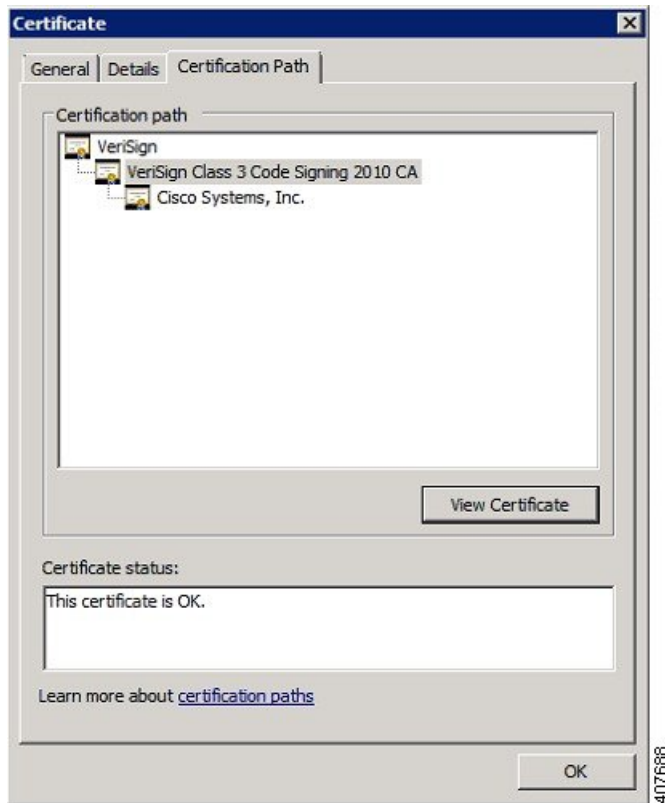 Certificate
General Details Certification Path
Certification path
VeriSign
VeriSign Class 3 Code Signing 2010 CA
Cisco Systems, Inc.
View Certificate
Certificate status:
This certificate is OK.
Learn more about certification paths
OK
407688